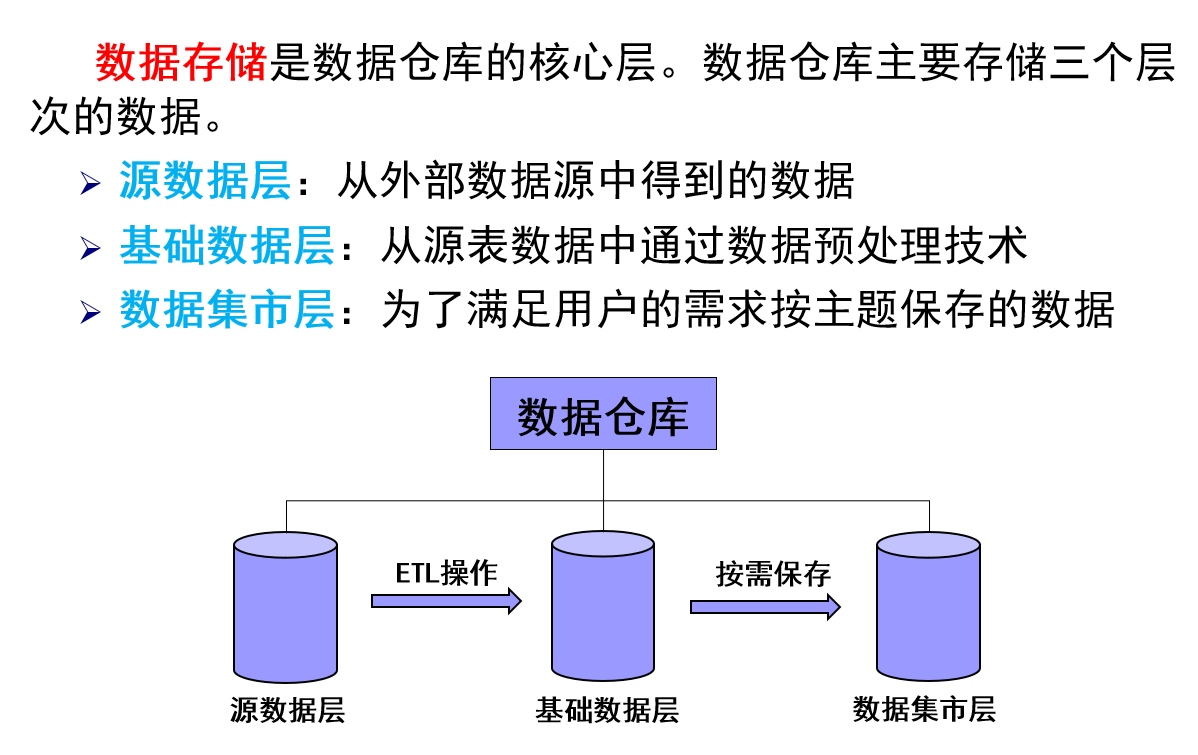 数据存储是数据仓库的核心层。数据仓库主要存储三个层
次的数据。
源数据层：从外部数据源中得到的数据
基础数据层：从源表数据中通过数据预处理技术
数据集市层：为了满足用户的需求按主题保存的数据
数据仓库
ETL操作
按需保存
源数据层
基础数据层
数据集市层